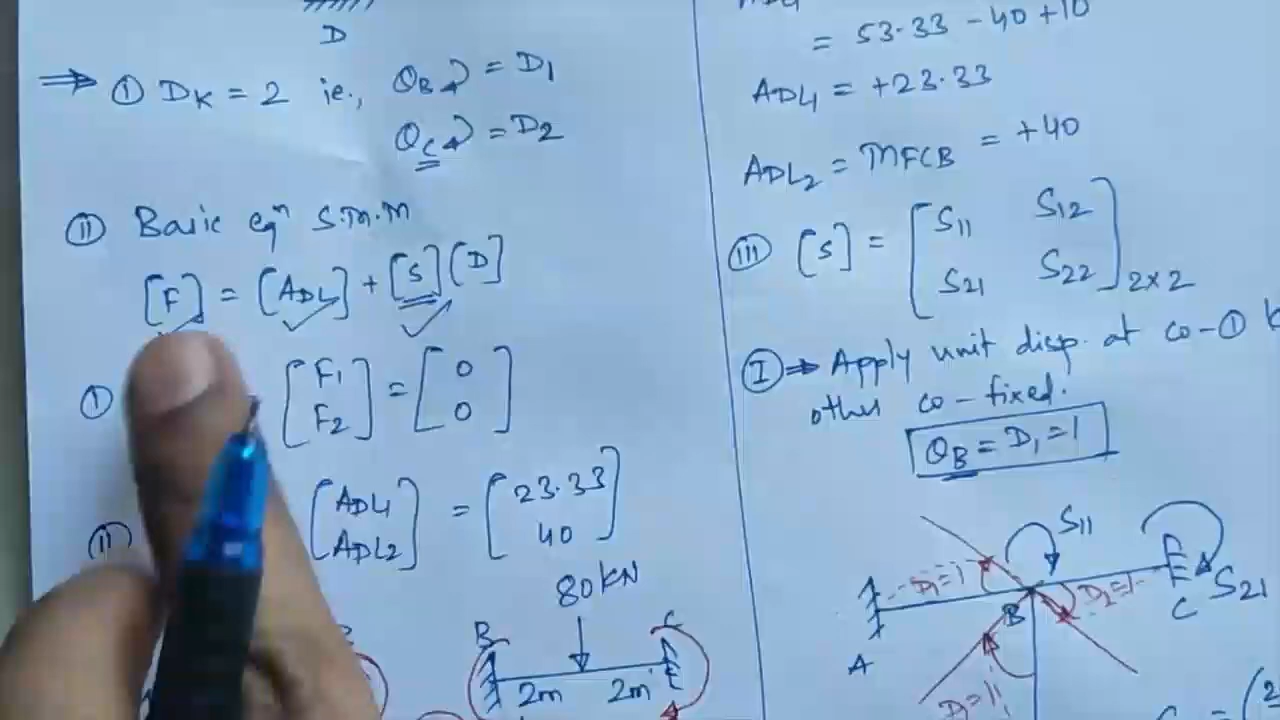 D
⇒ ① DK = 2 ie., θB = D1
θC = D2
② Basic eqn S.M.M
[F] = [ADL] + [S] [D]
① [F1 F2] = [0 0]
② [ADL1 ADL2] = [23.33 40]
80 KN
B C
2m 2m
= 53.33 - 40 + 10
ADL1 = +23.33
ADL2 = MFCB = +40
③ [S] = [S11 S12
S21 S22] 2×2
Ⓘ ⇒ Apply unit disp. at co-①
other co-fixed.
θB = D1 = 1
S11
D1=1 D2=1
A B C S21
D1=1